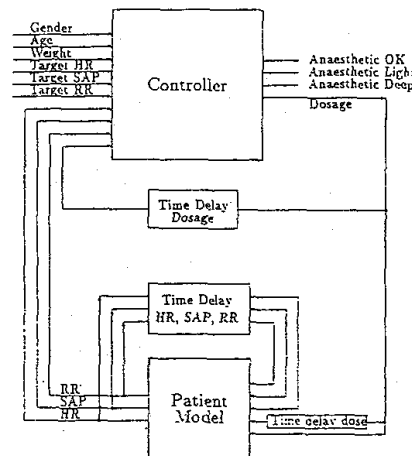 Gender
Age
Weight
Target HR
Target SAP
Target RR
Controller
Anaesthetic OK
Anaesthetic Light
Anaesthetic Deep
Dosage
Time Delay
Dosage
Time Delay
HR, SAP, RR
RR
SAP
HR
Patient
Model
Time delay dose